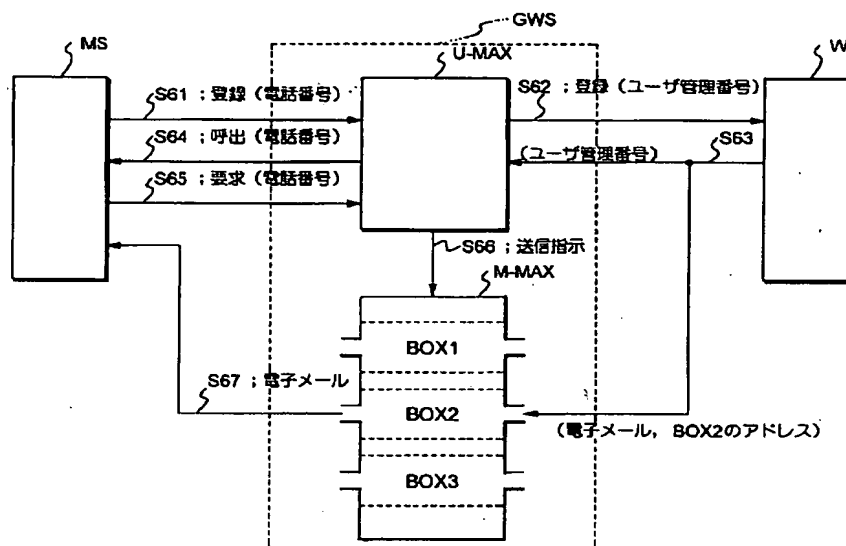 GWS
MS
U-MAX
W
S61 ; 登録 (電話番号)
S62 ; 登録 (ユーザ管理番号)
S64 ; 呼出 (電話番号)
(ユーザ管理番号)
S63
S65 ; 要求 (電話番号)
S66 ; 送信指示
M-MAX
BOX1
S67 ; 電子メール
BOX2
(電子メール, BOX2のアドレス)
BOX3